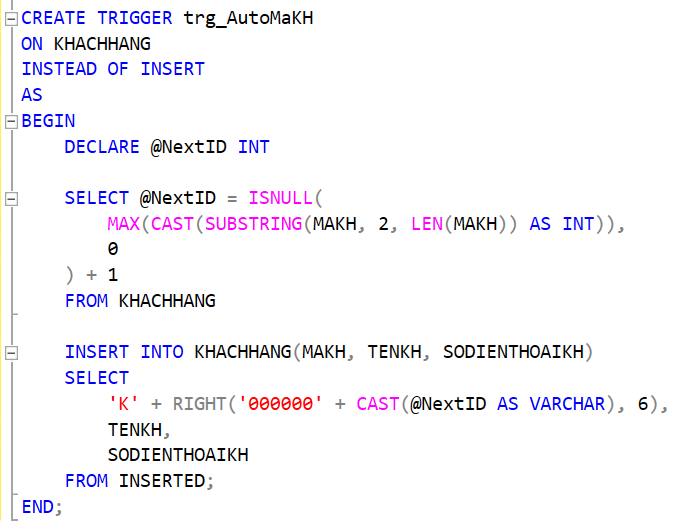 CREATE TRIGGER trg_AutoMaKH
ON KHACHHANG
INSTEAD OF INSERT
AS
BEGIN
    DECLARE @NextID INT
    SELECT @NextID = ISNULL(
        MAX(CAST(SUBSTRING(MAKH, 2, LEN(MAKH)) AS INT)),
        0
    ) + 1
    FROM KHACHHANG
    INSERT INTO KHACHHANG(MAKH, TENKH, SODIENTHOAIKH)
    SELECT
        'K' + RIGHT('000000' + CAST(@NextID AS VARCHAR), 6),
        TENKH,
        SODIENTHOAIKH
    FROM INSERTED;
END;